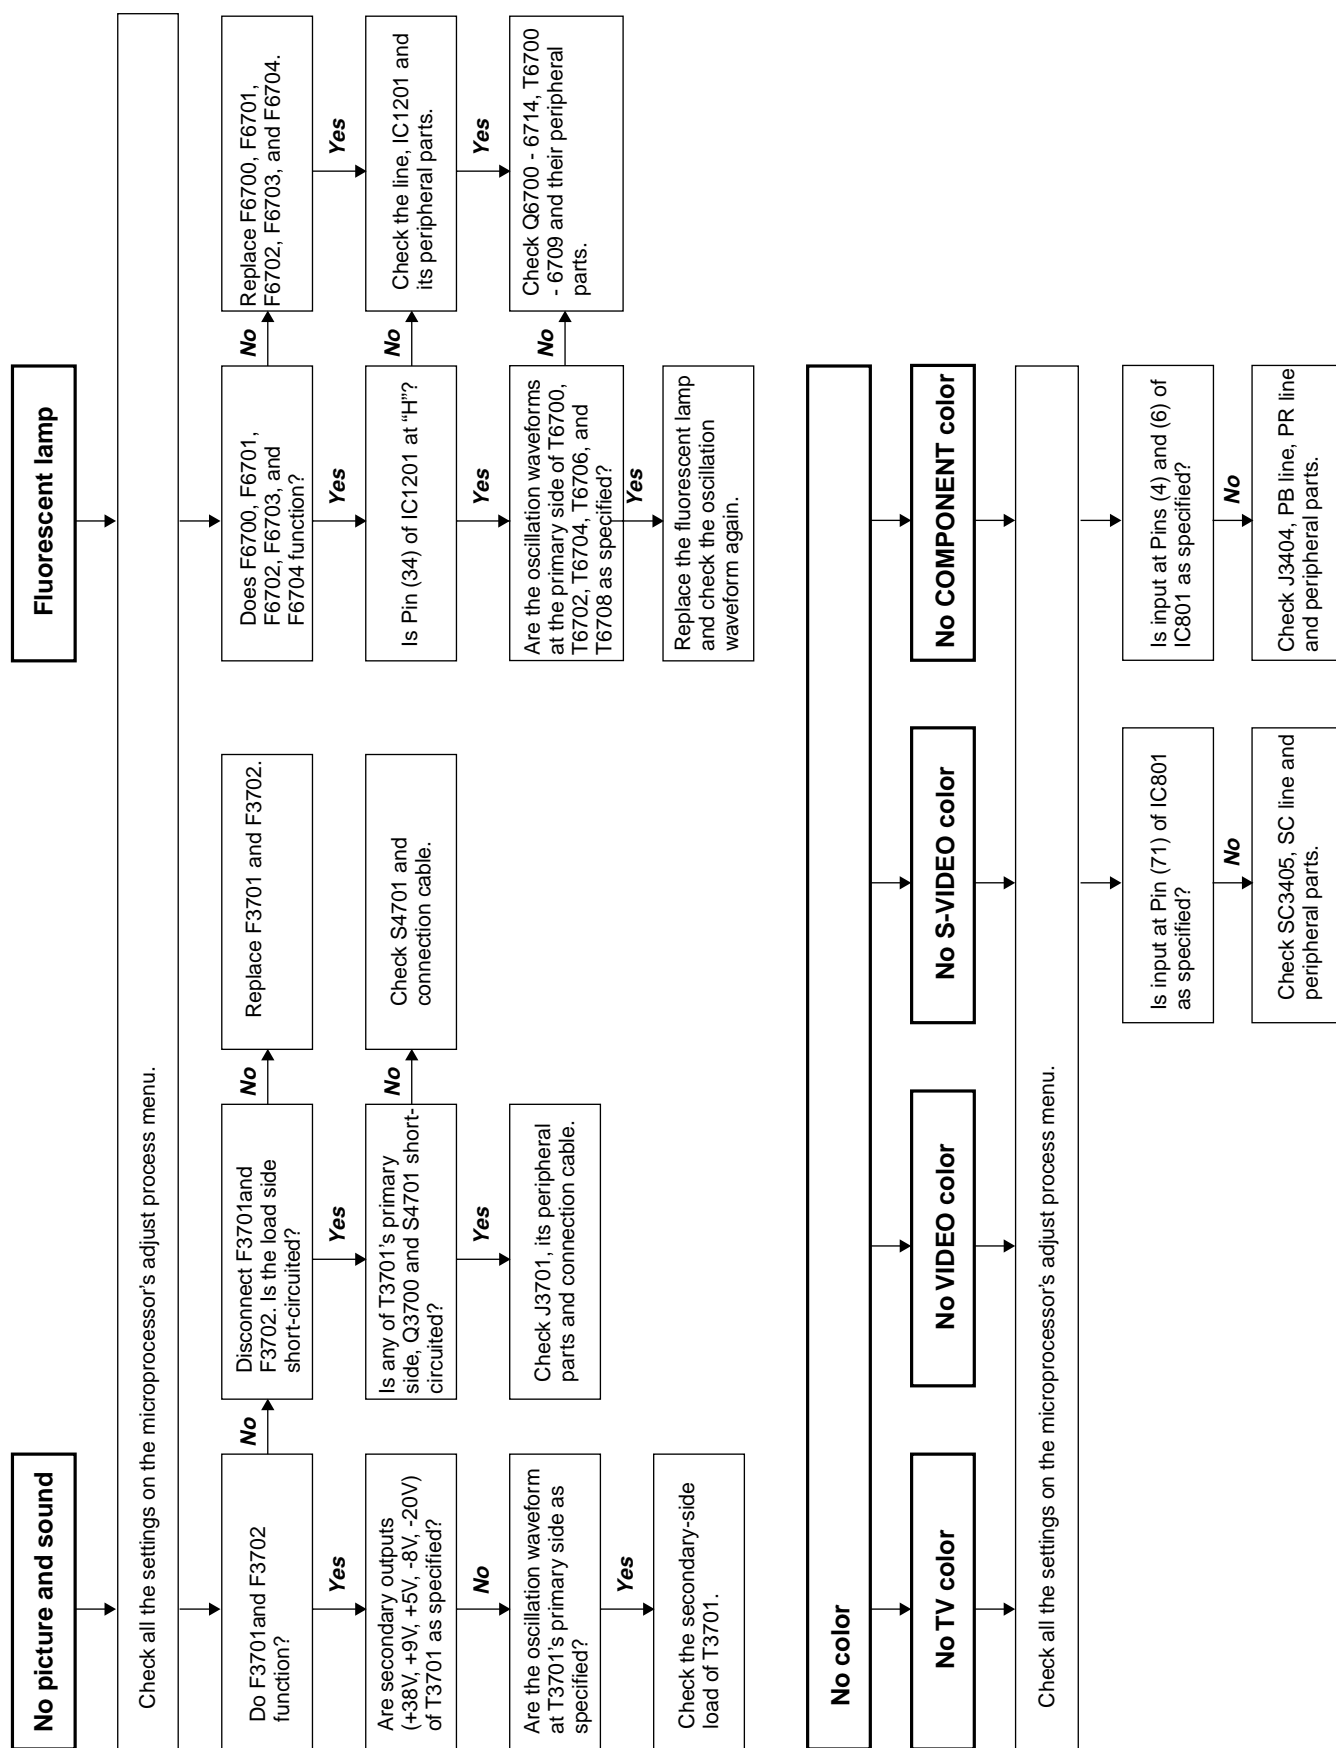 No picture and sound
Fluorescent lamp
Check all the settings on the microprocessor's adjust process menu.
Do F3701and F3702
function?
No
Disconnect F3701and
F3702. Is the load side
short-circuited?
No
Replace F3701 and F3702.
Does F6700, F6701,
F6702, F6703, and
F6704 function?
No
Replace F6700, F6701,
F6702, F6703, and F6704.
Yes
Yes
Yes
Yes
Are secondary outputs
(+38V, +9V, +5V, -8V, -20V)
of T3701 as specified?
Is any of T3701's primary
side, Q3700 and S4701 short-
circuited?
No
Check S4701 and
connection cable.
Is Pin (34) of IC1201 at “H”?
No
Check the line, IC1201 and
its peripheral parts.
No
Yes
Yes
Yes
Are the oscillation waveform
at T3701's primary side as
specified?
Check J3701, its peripheral
parts and connection cable.
Are the oscillation waveforms
at the primary side of T6700,
T6702, T6704, T6706, and
T6708 as specified?
No
Check Q6700 - 6714, T6700
- 6709 and their peripheral
parts.
Yes
Yes
Check the secondary-side
load of T3701.
Replace the fluorescent lamp
and check the oscillation
waveform again.
No color
No TV color
No VIDEO color
No S-VIDEO color
No COMPONENT color
Check all the settings on the microprocessor's adjust process menu.
Is input at Pin (71) of IC801
as specified?
Is input at Pins (4) and (6) of
IC801 as specified?
No
No
Check SC3405, SC line and
peripheral parts.
Check J3404, PB line, PR line
and peripheral parts.